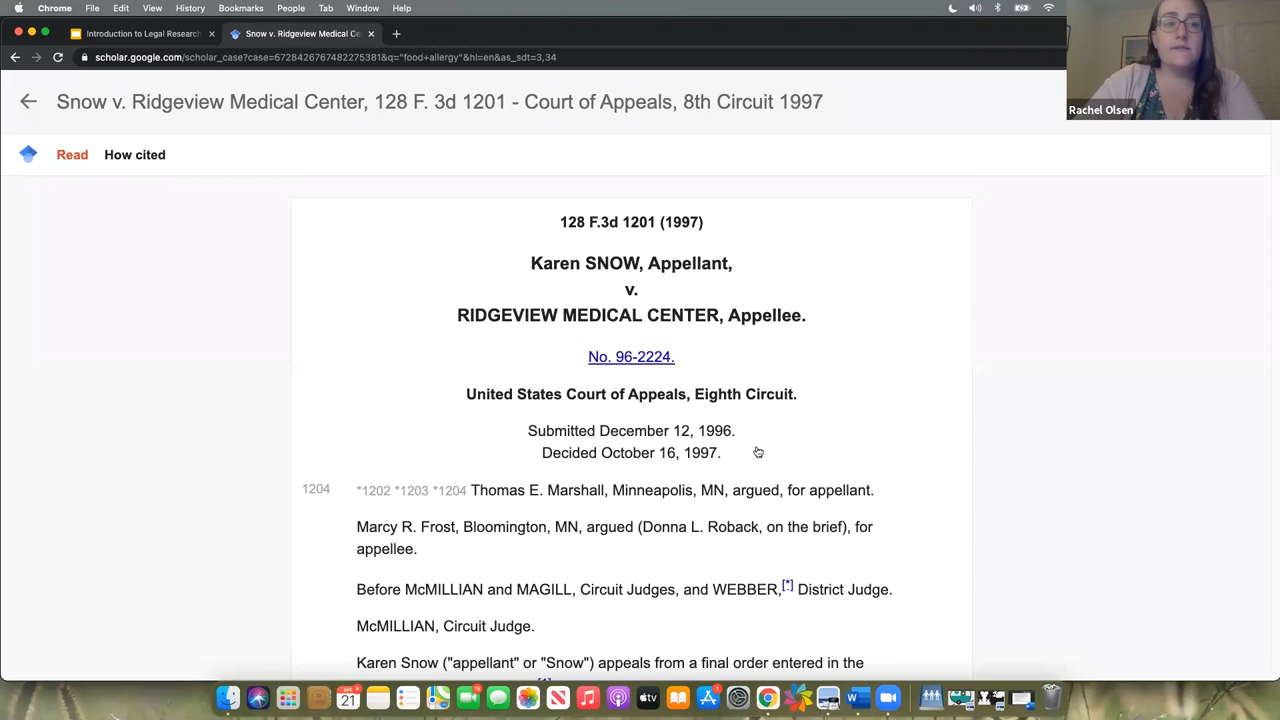 Chrome File Edit View History Bookmarks People Tab Window Help
Introduction to Legal Research
Snow v. Ridgeview Medical Ce
scholar.google.com/scholar_case?case=6728426767482275381&q="food+allergy"&hl=en&as_sdt=3,34
Rachel Olsen
Snow v. Ridgeview Medical Center, 128 F. 3d 1201 - Court of Appeals, 8th Circuit 1997
Read How cited
128 F.3d 1201 (1997)
Karen SNOW, Appellant,
v.
RIDGEVIEW MEDICAL CENTER, Appellee.
No. 96-2224.
United States Court of Appeals, Eighth Circuit.
Submitted December 12, 1996.
Decided October 16, 1997.
1204 *1202 *1203 *1204 Thomas E. Marshall, Minneapolis, MN, argued, for appellant.
Marcy R. Frost, Bloomington, MN, argued (Donna L. Roback, on the brief), for
appellee.
Before McMILLIAN and MAGILL, Circuit Judges, and WEBBER,[*] District Judge.
McMILLIAN, Circuit Judge.
Karen Snow ("appellant" or "Snow") appeals from a final order entered in the
21
tv